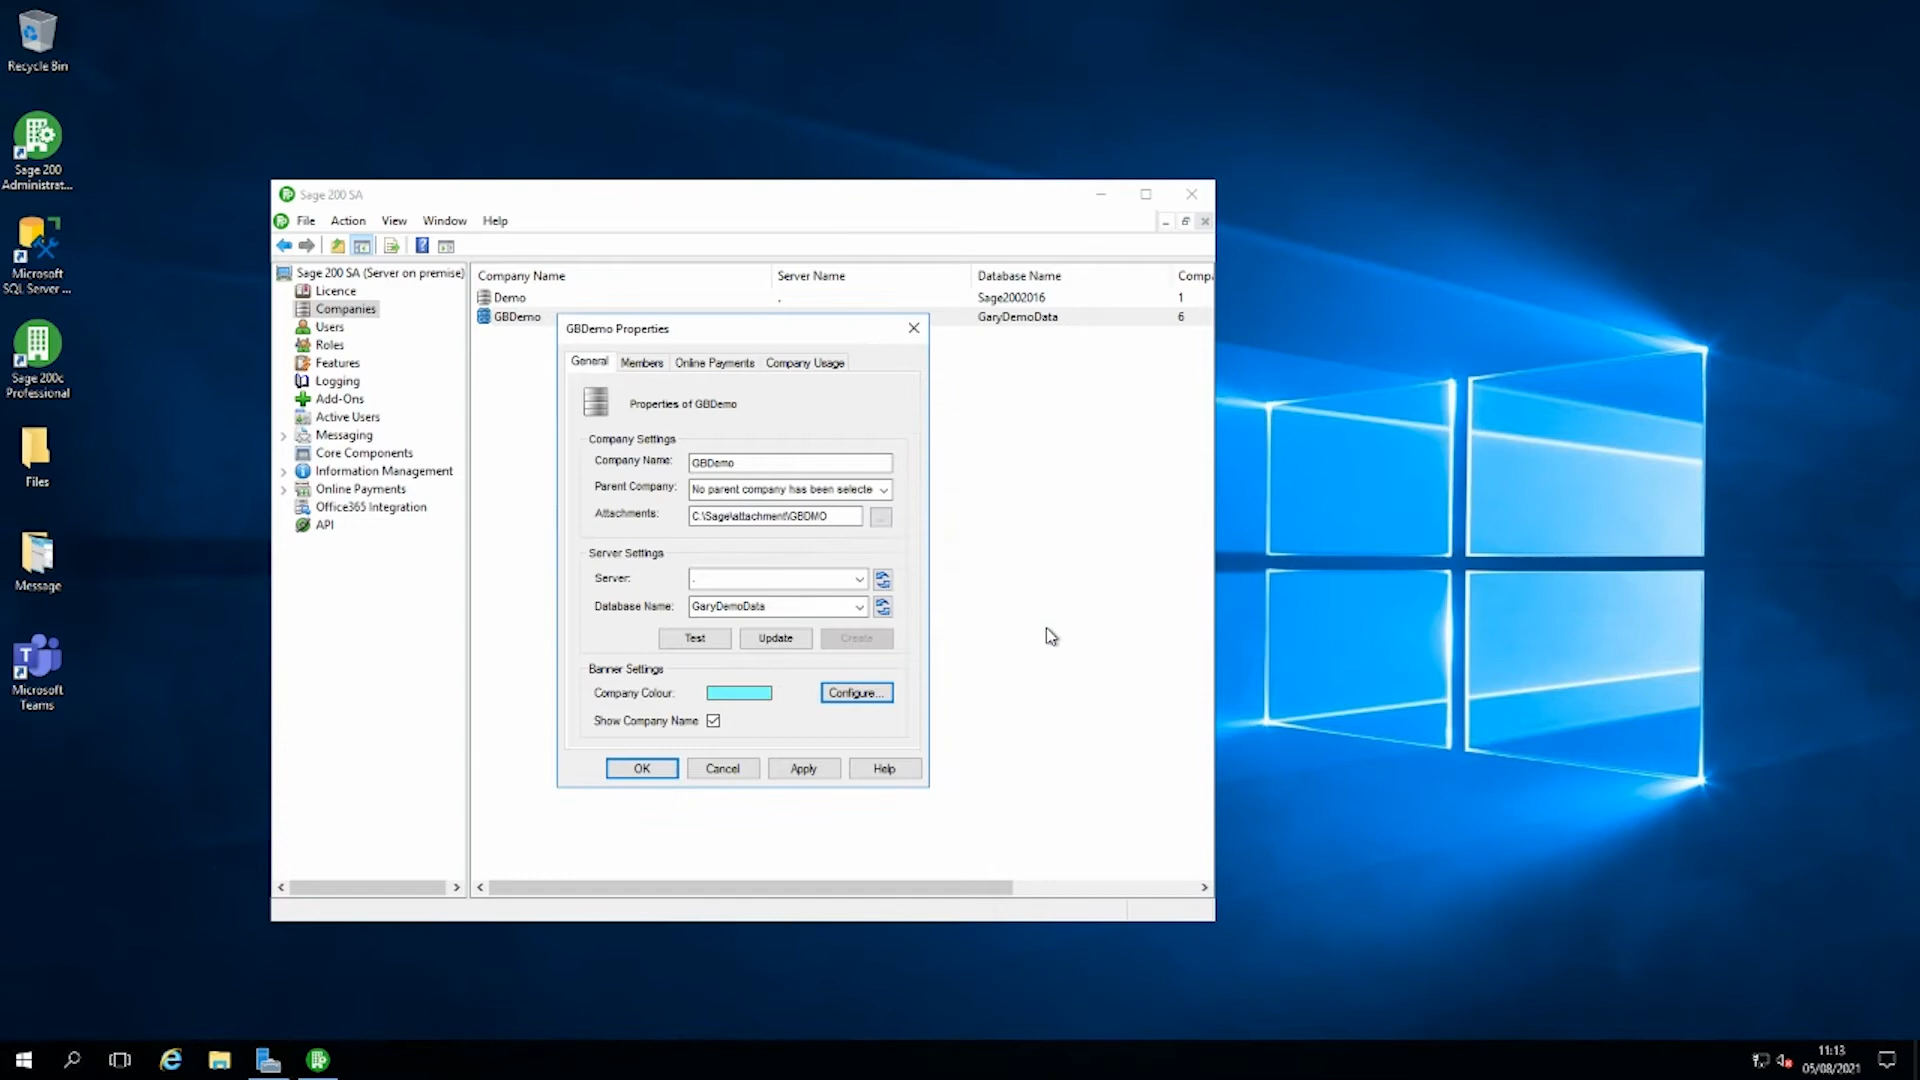 Recycle Bin
Sage 200
Administrat...
Microsoft
SQL Server ...
Sage 200c
Professional
Files
Message
Microsoft
Teams
Sage 200 SA
File Action View Window Help
Sage 200 SA (Server on premise)
Licence
Companies
Users
Roles
Features
Logging
Add-Ons
Active Users
Messaging
Core Components
Information Management
Online Payments
Office365 Integration
API
Company Name Server Name Database Name Compa
Demo . Sage2002016 1
GBDemo GaryDemoData 6
GBDemo Properties
General Members Online Payments Company Usage
Properties of GBDemo
Company Settings
Company Name: GBDemo
Parent Company: No parent company has been selecte
Attachments: C:\Sage\attachment\GBDMO ...
Server Settings
Server: .
Database Name: GaryDemoData
Test Update Create
Banner Settings
Company Colour: Configure...
Show Company Name
OK Cancel Apply Help
11:13
05/08/2021